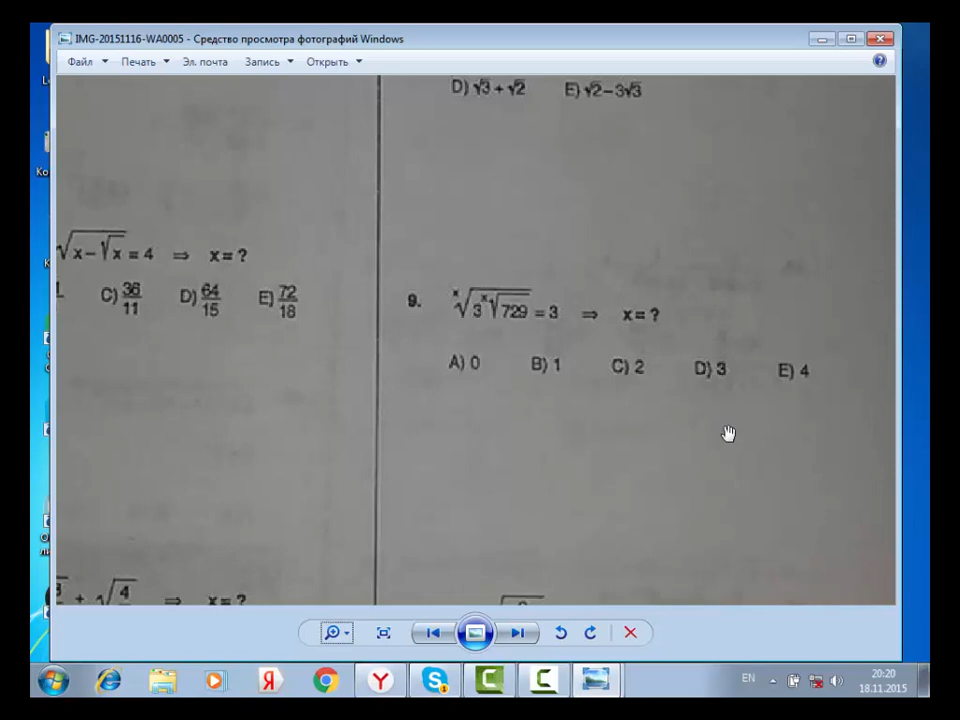 IMG-20151116-WA0005 - Средство просмотра фотографий Windows
Файл Печать Эл. почта Запись Открыть
D) √3 + √2 E) √2 – 3√3
√(x–√x) = 4 ⇒ x = ?
C) 36/11 D) 64/15 E) 72/18
9. ˣ√(3 ˣ√729) = 3 ⇒ x = ?
A) 0 B) 1 C) 2 D) 3 E) 4
+ √4 ⇒ x = ?
EN
20:20
18.11.2015